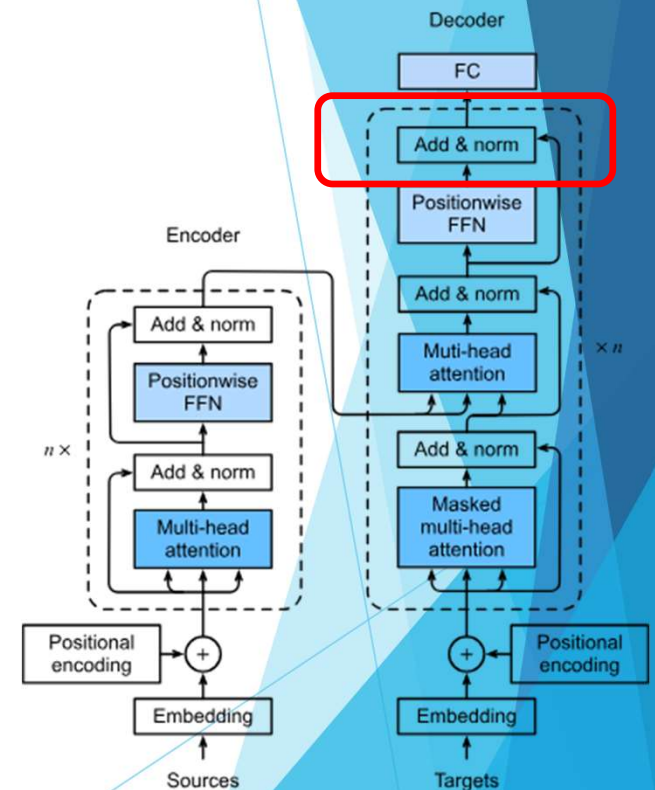 Decoder
FC
Add & norm
Positionwise
FFN
Add & norm
Muti-head
attention
× n
Add & norm
Masked
multi-head
attention
Positional
encoding
+
Embedding
Targets
Encoder
Add & norm
Positionwise
FFN
n ×
Add & norm
Multi-head
attention
Positional
encoding
+
Embedding
Sources